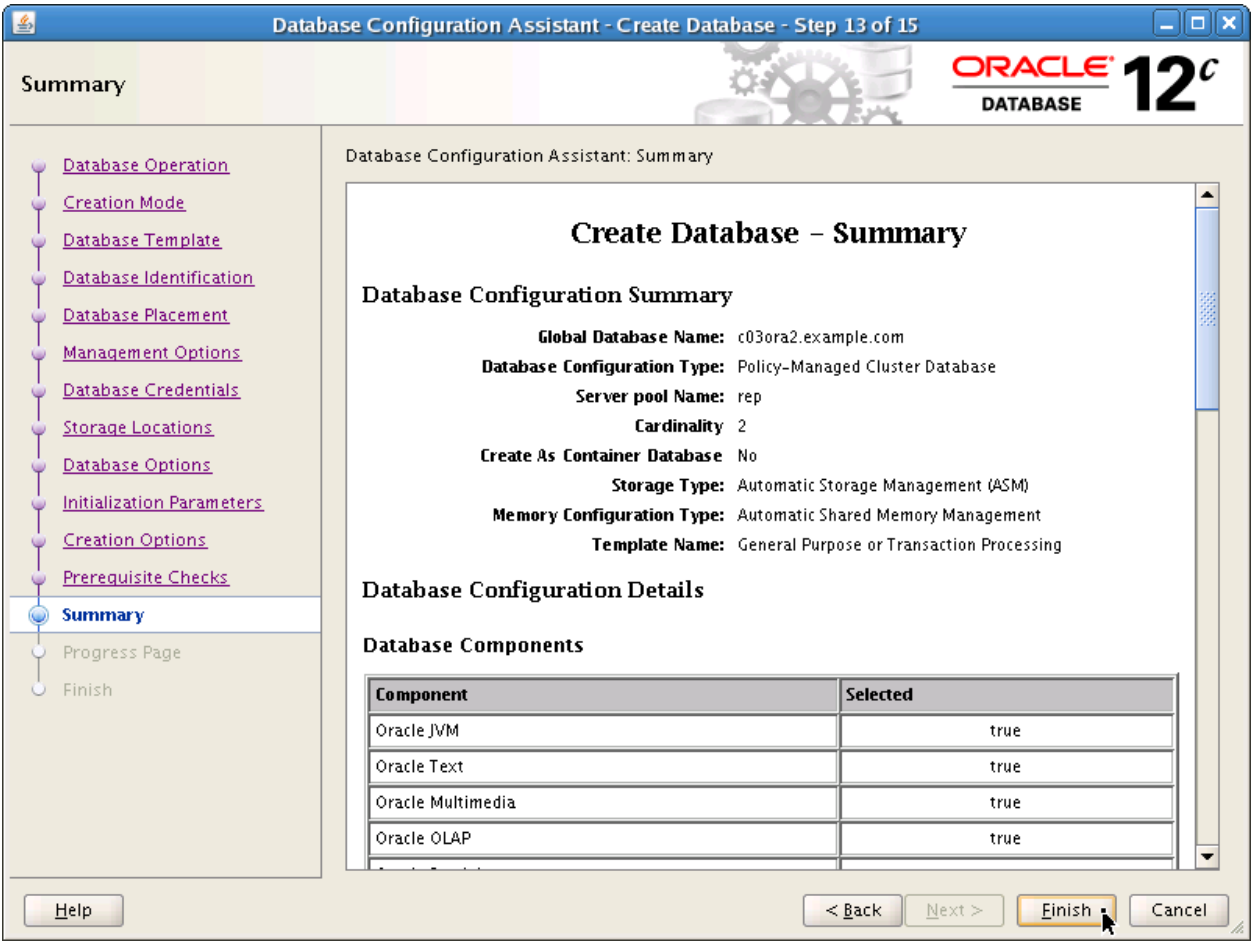 Database Configuration Assistant - Create Database - Step 13 of 15
Summary
ORACLE
DATABASE
12c
Database Operation
Creation Mode
Database Template
Database Identification
Database Placement
Management Options
Database Credentials
Storage Locations
Database Options
Initialization Parameters
Creation Options
Prerequisite Checks
Summary
Progress Page
Finish
Database Configuration Assistant: Summary
Create Database – Summary
Database Configuration Summary
Global Database Name: c03ora2.example.com
Database Configuration Type: Policy-Managed Cluster Database
Server pool Name: rep
Cardinality 2
Create As Container Database No
Storage Type: Automatic Storage Management (ASM)
Memory Configuration Type: Automatic Shared Memory Management
Template Name: General Purpose or Transaction Processing
Database Configuration Details
Database Components
Component Selected
Oracle JVM true
Oracle Text true
Oracle Multimedia true
Oracle OLAP true
Help
< Back
Next >
Finish
Cancel